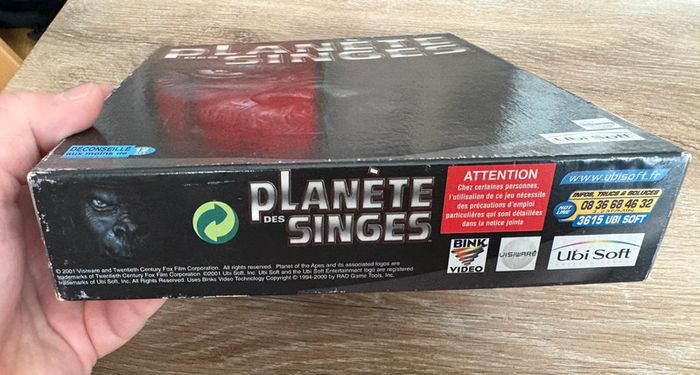 PLANÈTE
DES
SINGES
DECONSEILLE
aux moins de
Ubi Soft
PLANÈTE
DES
SINGES
ATTENTION
Chez certaines personnes,
l'utilisation de ce jeu nécessite
des précautions d'emploi
particulières qui sont détaillées
dans la notice jointe
www.ubisoft.fr
INFOS, TRUCS & SOLUCES
HOT LINE
08 36 68 46 32
3615 UBI SOFT
BINK
VIDEO
VISIWARE
Ubi Soft
© 2001 Visiware and Twentieth Century Fox Film Corporation. All rights reserved. Planet of the Apes and its associated logos are
trademarks of Twentieth Century Fox Film Corporation. ©2001 Ubi Soft, Inc. Ubi Soft and the Ubi Soft Entertainment logo are registered
trademarks of Ubi Soft, Inc. All Rights Reserved. Uses Binks Video Technology Copyright © 1994-2000 by RAD Game Tools, Inc.